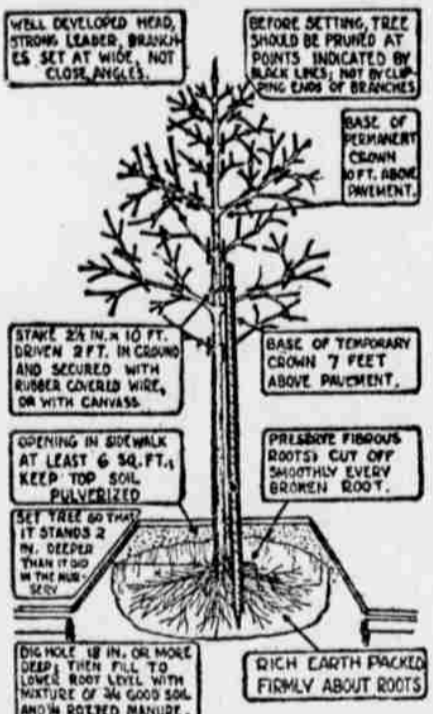 WELL DEVELOPED HEAD,
STRONG LEADER, BRANCH-
ES SET AT WIDE, NOT
CLOSE, ANGLES.
BEFORE SETTING, TREE
SHOULD BE PRUNED AT
POINTS INDICATED BY
BLACK LINES; NOT BY CLIP-
PING ENDS OF BRANCHES
BASE OF
PERMANENT
CROWN
10 FT. ABOVE
PAVEMENT.
STAKE 2½ IN. x 10 FT.
DRIVEN 2 FT. IN GROUND
AND SECURED WITH
RUBBER COVERED WIRE,
OR WITH CANVASS.
BASE OF TEMPORARY
CROWN 7 FEET
ABOVE PAVEMENT.
OPENING IN SIDEWALK
AT LEAST 6 SQ. FT.;
KEEP TOP SOIL
PULVERIZED
PRESERVE FIBROUS
ROOTS; CUT OFF
SMOOTHLY EVERY
BROKEN ROOT.
SET TREE SO THAT
IT STANDS 2
IN. DEEPER
THAN IT DID
IN THE NUR-
SERY
DIG HOLE 18 IN. OR MORE
DEEP; THEN FILL TO
LOWER ROOT LEVEL WITH
MIXTURE OF ¾ GOOD SOIL
AND ¼ ROTTED MANURE.
RICH EARTH PACKED
FIRMLY ABOUT ROOTS